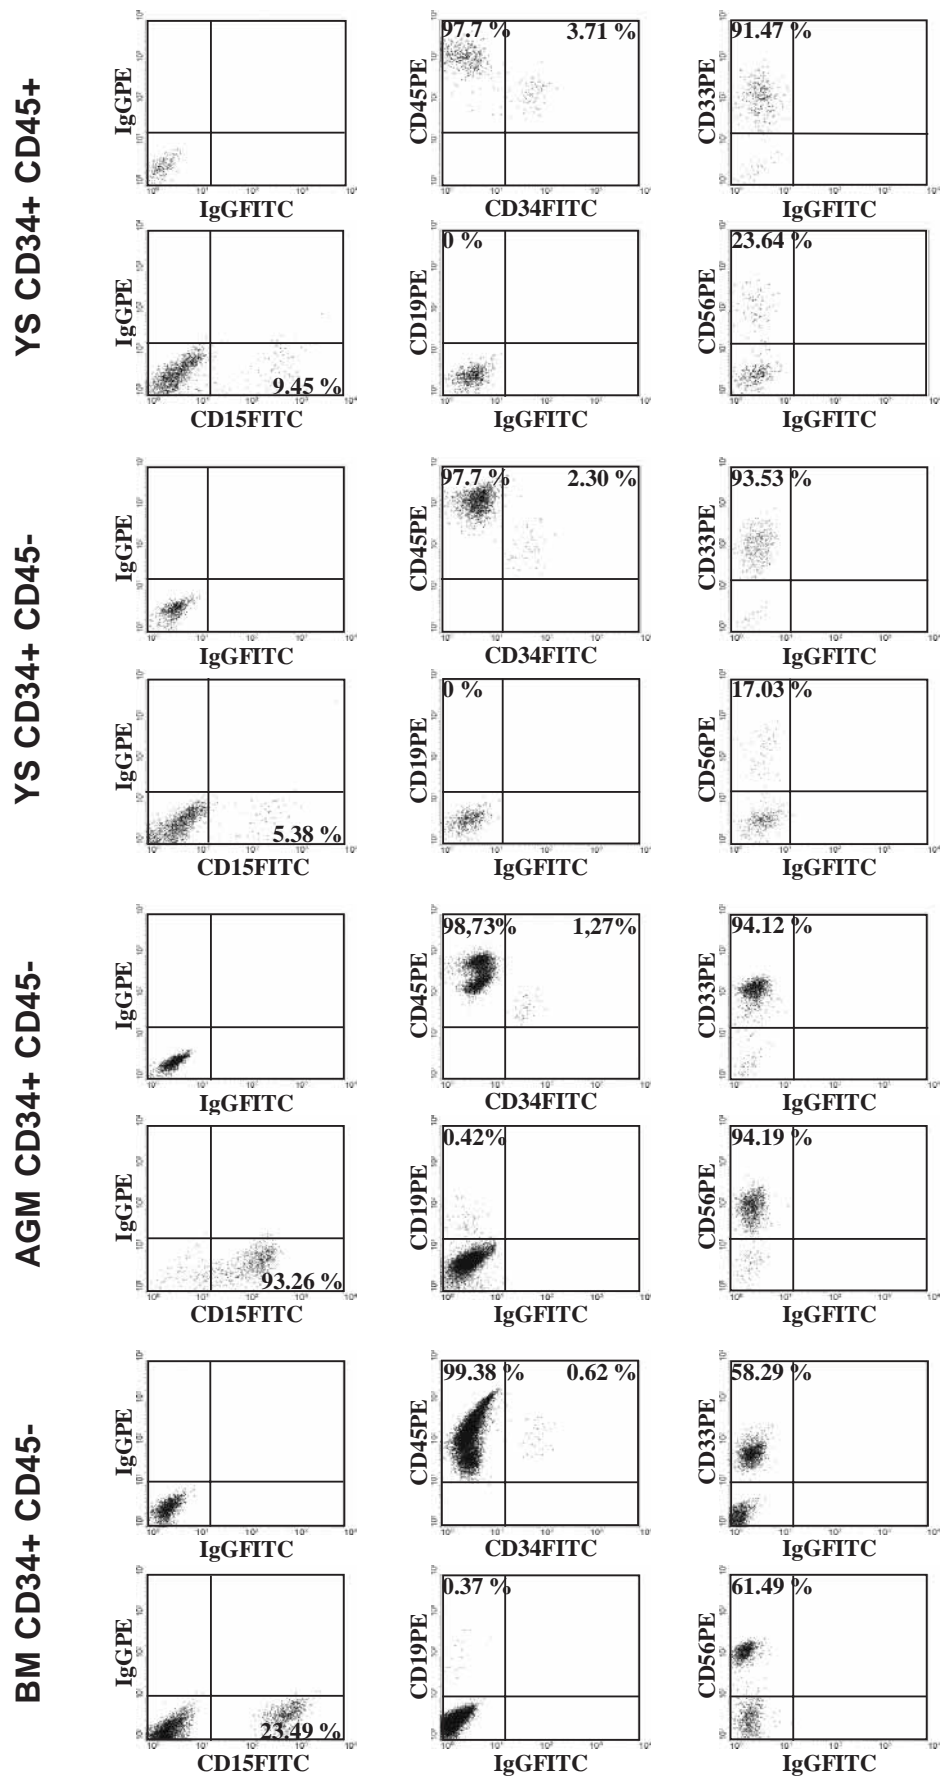 YS CD34+ CD45+
IgGPE
IgGFITC
97.7 % 3.71 %
CD45PE
CD34FITC
91.47 %
CD33PE
IgGFITC
IgGPE
9.45 %
CD15FITC
0 %
CD19PE
IgGFITC
23.64 %
CD56PE
IgGFITC
YS CD34+ CD45-
IgGPE
IgGFITC
97.7 % 2.30 %
CD45PE
CD34FITC
93.53 %
CD33PE
IgGFITC
IgGPE
5.38 %
CD15FITC
0 %
CD19PE
IgGFITC
17.03 %
CD56PE
IgGFITC
AGM CD34+ CD45-
IgGPE
IgGFITC
98,73% 1,27%
CD45PE
CD34FITC
94.12 %
CD33PE
IgGFITC
IgGPE
93.26 %
CD15FITC
0.42%
CD19PE
IgGFITC
94.19 %
CD56PE
IgGFITC
BM CD34+ CD45-
IgGPE
IgGFITC
99.38 % 0.62 %
CD45PE
CD34FITC
58.29 %
CD33PE
IgGFITC
IgGPE
23.49 %
CD15FITC
0.37 %
CD19PE
IgGFITC
61.49 %
CD56PE
IgGFITC